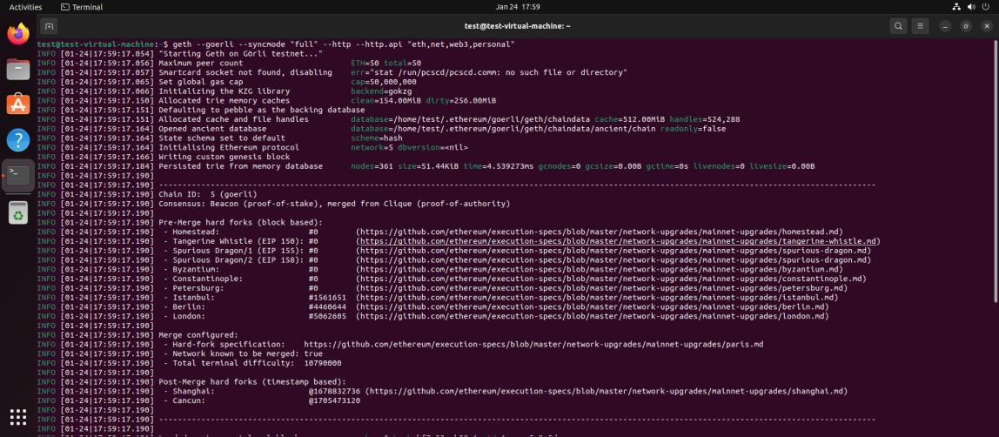 Activities Terminal Jan 24 17:59
test@test-virtual-machine: ~
test@test-virtual-machine:~$ geth --goerli --syncmode "full" --http --http.api "eth,net,web3,personal"
INFO [01-24|17:59:17.054] "Starting Geth on Görli testnet..."
INFO [01-24|17:59:17.056] Maximum peer count ETH=50 total=50
INFO [01-24|17:59:17.057] Smartcard socket not found, disabling err="stat /run/pcscd/pcscd.comm: no such file or directory"
INFO [01-24|17:59:17.065] Set global gas cap cap=50,000,000
INFO [01-24|17:59:17.066] Initializing the KZG library backend=gokzg
INFO [01-24|17:59:17.150] Allocated trie memory caches clean=154.00MiB dirty=256.00MiB
INFO [01-24|17:59:17.151] Defaulting to pebble as the backing database
INFO [01-24|17:59:17.151] Allocated cache and file handles database=/home/test/.ethereum/goerli/geth/chaindata cache=512.00MiB handles=524,288
INFO [01-24|17:59:17.164] Opened ancient database database=/home/test/.ethereum/goerli/geth/chaindata/ancient/chain readonly=false
INFO [01-24|17:59:17.164] State schema set to default scheme=hash
INFO [01-24|17:59:17.164] Initialising Ethereum protocol network=5 dbversion=<nil>
INFO [01-24|17:59:17.166] Writing custom genesis block
INFO [01-24|17:59:17.184] Persisted trie from memory database nodes=361 size=51.44KiB time=4.539273ms gcnodes=0 gcsize=0.00B gctime=0s livenodes=0 livesize=0.00B
INFO [01-24|17:59:17.190]
INFO [01-24|17:59:17.190] ---------------------------------------------------------------------------------------------------------------------------------------------------------
INFO [01-24|17:59:17.190] Chain ID: 5 (goerli)
INFO [01-24|17:59:17.190] Consensus: Beacon (proof-of-stake), merged from Clique (proof-of-authority)
INFO [01-24|17:59:17.190]
INFO [01-24|17:59:17.190] Pre-Merge hard forks (block based):
INFO [01-24|17:59:17.190] - Homestead: #0 (https://github.com/ethereum/execution-specs/blob/master/network-upgrades/mainnet-upgrades/homestead.md)
INFO [01-24|17:59:17.190] - Tangerine Whistle (EIP 150): #0 (https://github.com/ethereum/execution-specs/blob/master/network-upgrades/mainnet-upgrades/tangerine-whistle.md)
INFO [01-24|17:59:17.190] - Spurious Dragon/1 (EIP 155): #0 (https://github.com/ethereum/execution-specs/blob/master/network-upgrades/mainnet-upgrades/spurious-dragon.md)
INFO [01-24|17:59:17.190] - Spurious Dragon/2 (EIP 158): #0 (https://github.com/ethereum/execution-specs/blob/master/network-upgrades/mainnet-upgrades/spurious-dragon.md)
INFO [01-24|17:59:17.190] - Byzantium: #0 (https://github.com/ethereum/execution-specs/blob/master/network-upgrades/mainnet-upgrades/byzantium.md)
INFO [01-24|17:59:17.190] - Constantinople: #0 (https://github.com/ethereum/execution-specs/blob/master/network-upgrades/mainnet-upgrades/constantinople.md)
INFO [01-24|17:59:17.190] - Petersburg: #0 (https://github.com/ethereum/execution-specs/blob/master/network-upgrades/mainnet-upgrades/petersburg.md)
INFO [01-24|17:59:17.190] - Istanbul: #1561651 (https://github.com/ethereum/execution-specs/blob/master/network-upgrades/mainnet-upgrades/istanbul.md)
INFO [01-24|17:59:17.190] - Berlin: #4460644 (https://github.com/ethereum/execution-specs/blob/master/network-upgrades/mainnet-upgrades/berlin.md)
INFO [01-24|17:59:17.190] - London: #5062605 (https://github.com/ethereum/execution-specs/blob/master/network-upgrades/mainnet-upgrades/london.md)
INFO [01-24|17:59:17.190]
INFO [01-24|17:59:17.190] Merge configured:
INFO [01-24|17:59:17.190] - Hard-fork specification: https://github.com/ethereum/execution-specs/blob/master/network-upgrades/mainnet-upgrades/paris.md
INFO [01-24|17:59:17.190] - Network known to be merged: true
INFO [01-24|17:59:17.190] - Total terminal difficulty: 10790000
INFO [01-24|17:59:17.190]
INFO [01-24|17:59:17.190] Post-Merge hard forks (timestamp based):
INFO [01-24|17:59:17.190] - Shanghai: @1678832736 (https://github.com/ethereum/execution-specs/blob/master/network-upgrades/mainnet-upgrades/shanghai.md)
INFO [01-24|17:59:17.190] - Cancun: @1705473120
INFO [01-24|17:59:17.190]
INFO [01-24|17:59:17.190] ---------------------------------------------------------------------------------------------------------------------------------------------------------
INFO [01-24|17:59:17.190]